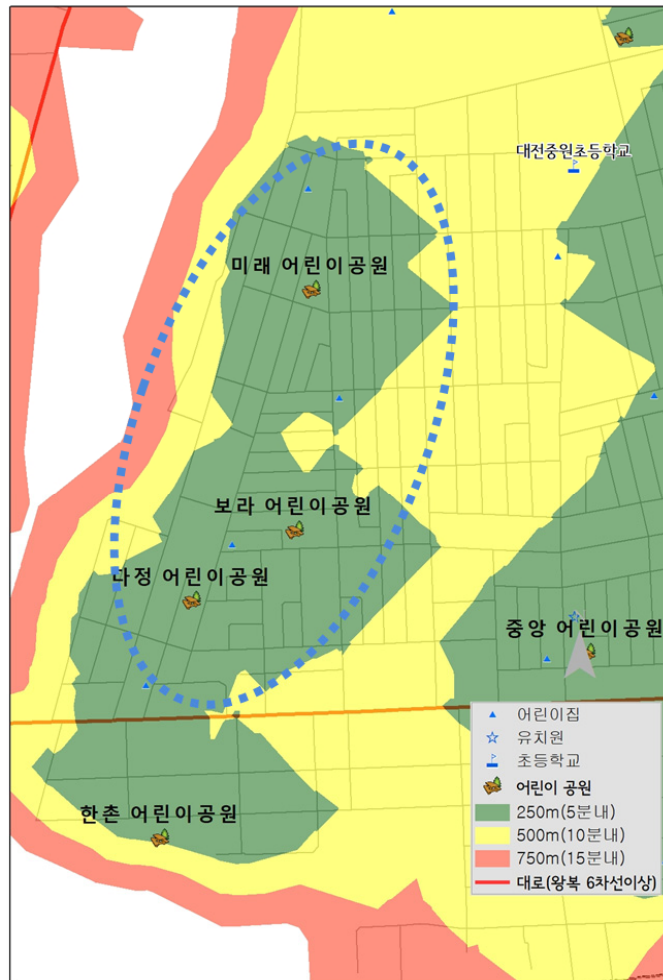 대전중원초등학교
미래 어린이공원
보라 어린이공원
다정 어린이공원
중앙 어린이공원
한촌 어린이공원
어린이집
유치원
초등학교
어린이 공원
250m(5분내)
500m(10분내)
750m(15분내)
대로(왕복 6차선이상)